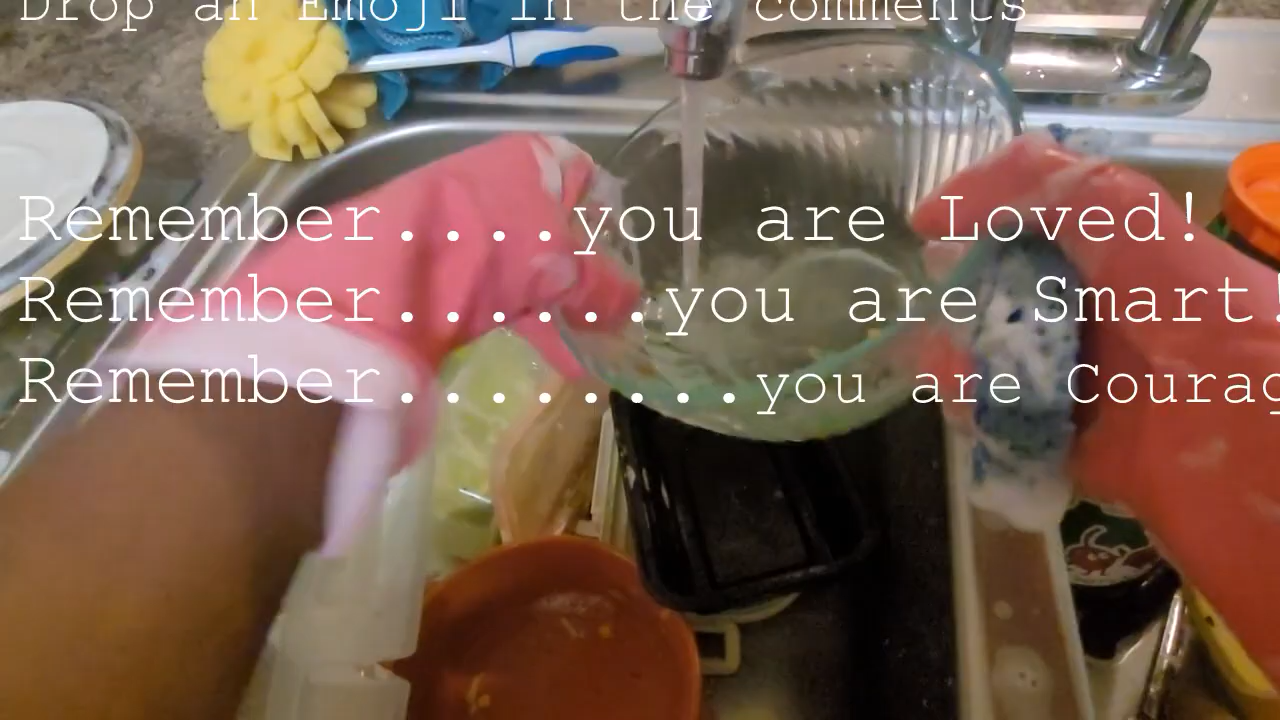 Drop an Emoji in the comments
Remember....you are Loved!
Remember......you are Smart!
Remember........you are